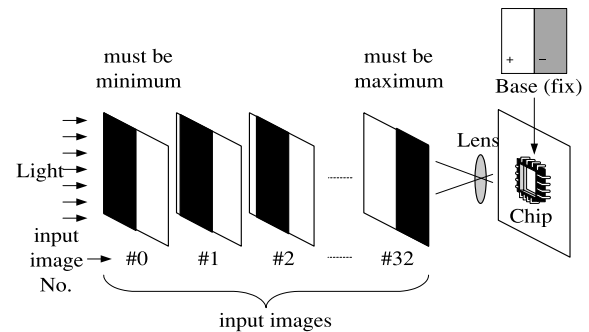 must be
minimum
must be
maximum
+ −
Base (fix)
Lens
Light
Chip
input
image
No.
#0 #1 #2 #32
input images